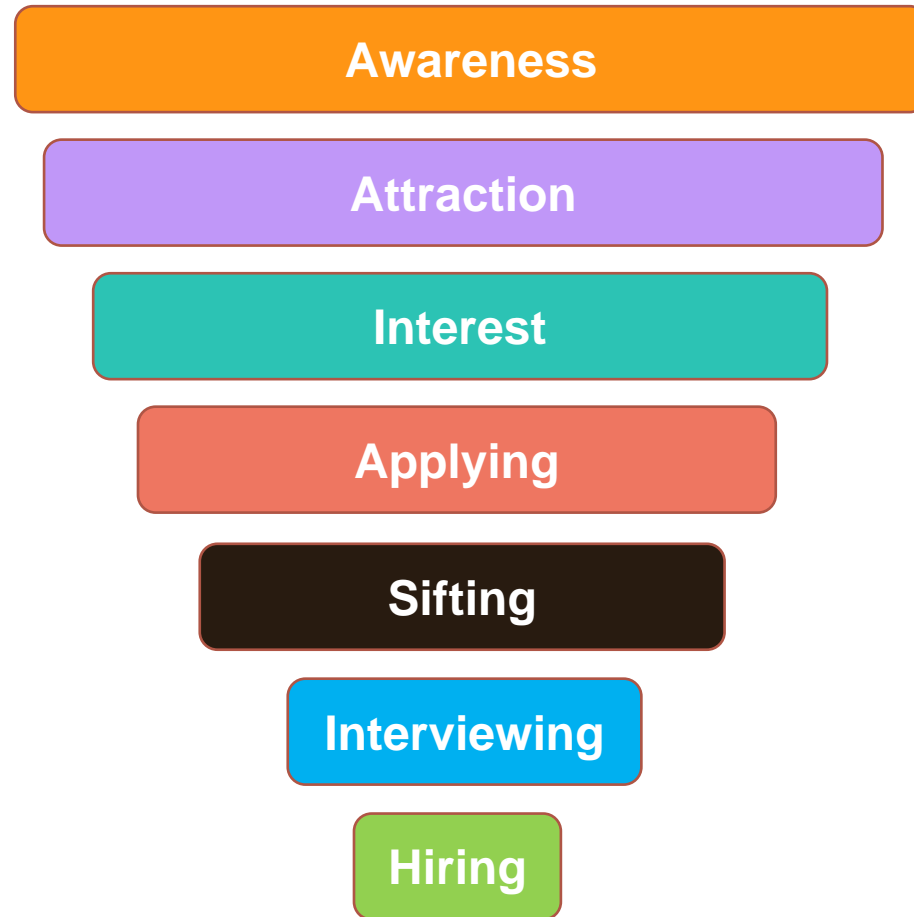 Awareness
Attraction
Interest
Applying
Sifting
Interviewing
Hiring